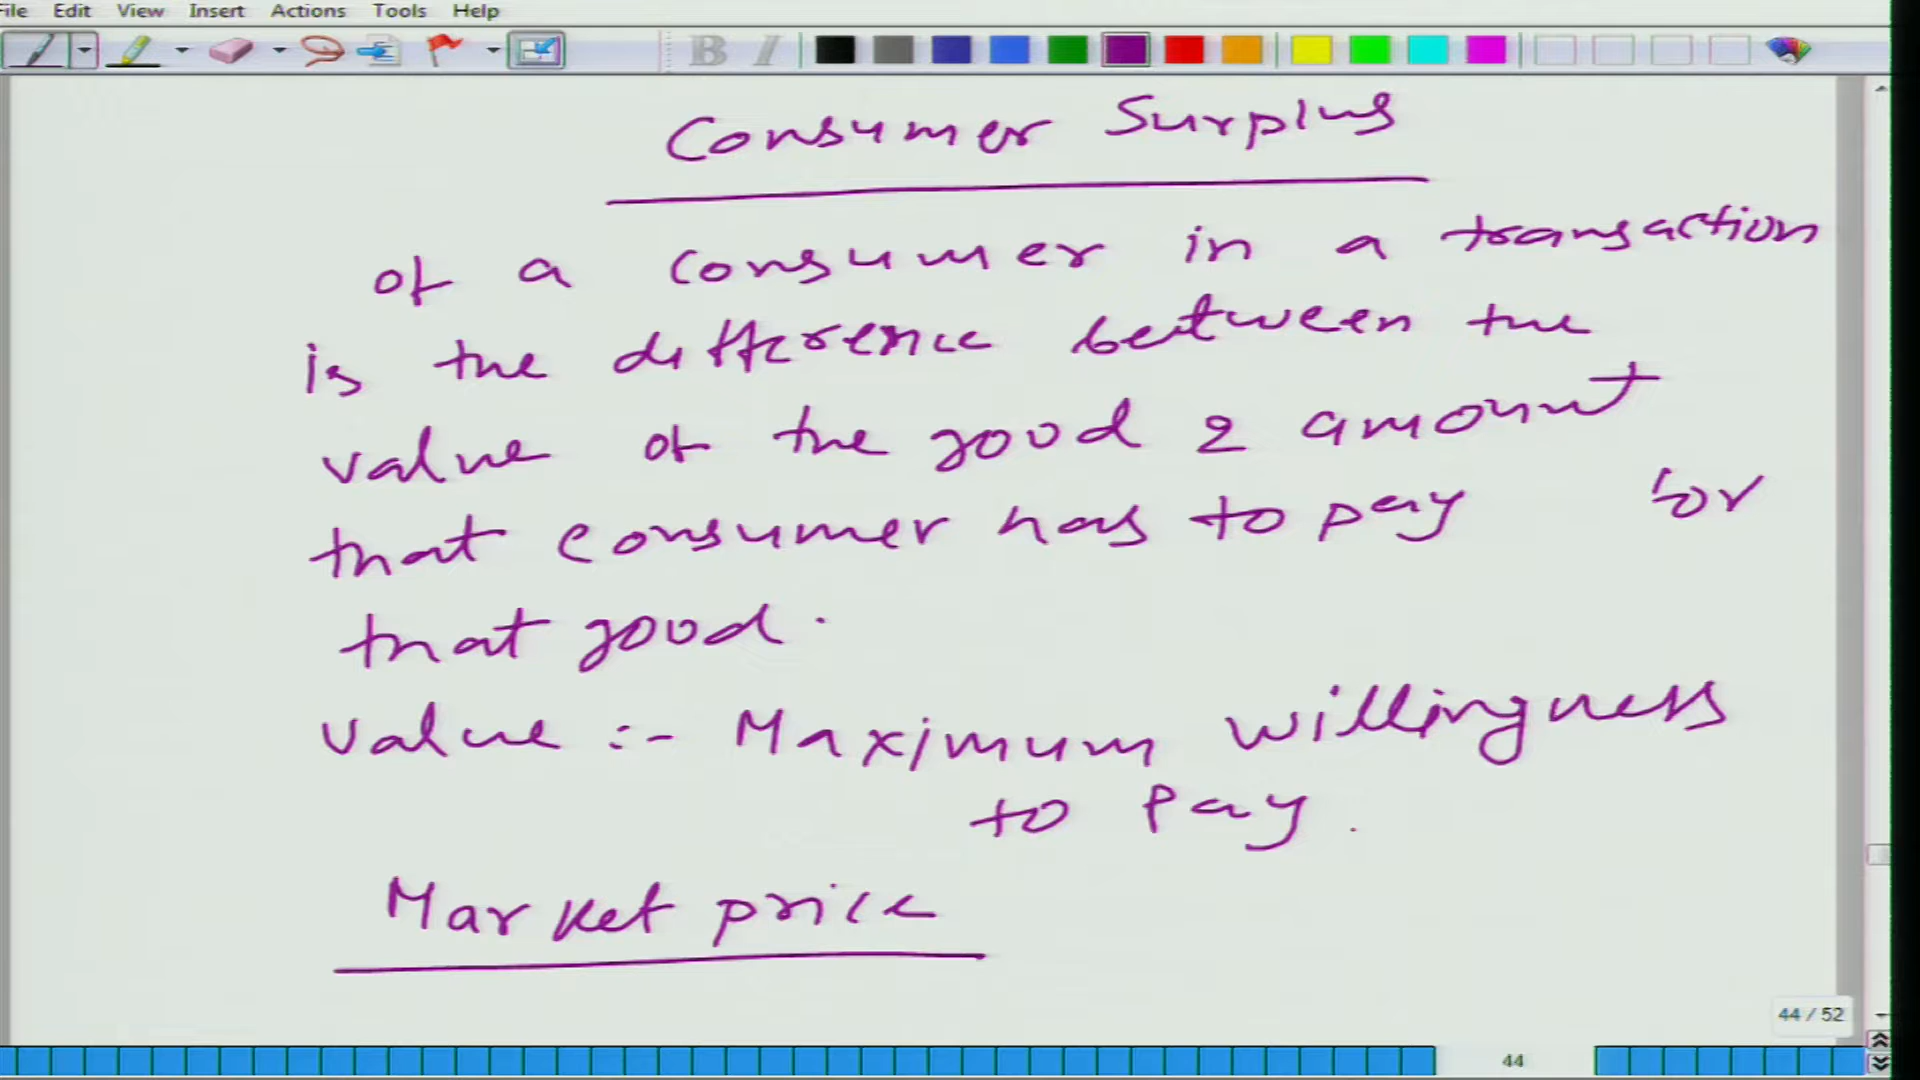 File Edit View Insert Actions Tools Help
B I
Consumer Surplus
of a consumer in a transaction
is the difference between the
value of the good & amount
that consumer has to pay for
that good.
value :- Maximum willingness
to pay.
Market price
44 / 52
44